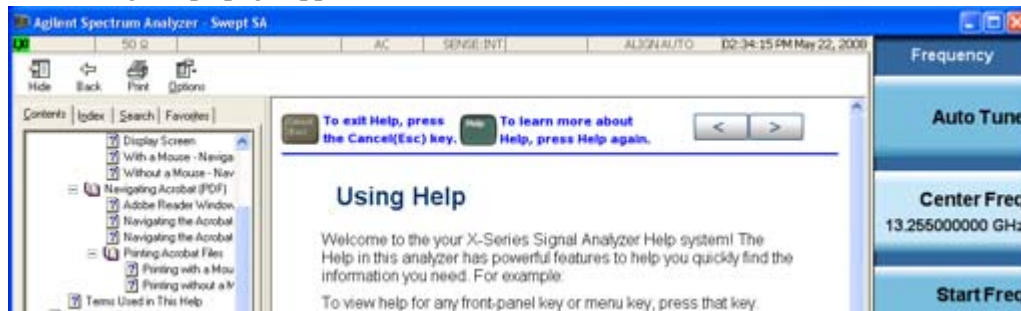 Agilent Spectrum Analyzer - Swept SA
50 Ω AC SENSE:INT ALIGN AUTO 02:34:15 PM May 22, 2008
Hide Back Print Options
Contents Index Search Favorites
Display Screen
With a Mouse - Naviga
Without a Mouse - Nav
Navigating Acrobat (PDF)
Adobe Reader Window
Navigating the Acrobat
Navigating the Acrobat
Printing Acrobat Files
Printing with a Mou
Printing without a M
Terms Used in This Help
To exit Help, press
the Cancel(Esc) key.
Help
To learn more about
Help, press Help again.
< >
Using Help
Welcome to the your X-Series Signal Analyzer Help system! The
Help in this analyzer has powerful features to help you quickly find the
information you need. For example:
To view help for any front-panel key or menu key, press that key.
Frequency
Auto Tune
Center Freq
13.255000000 GHz
Start Freq